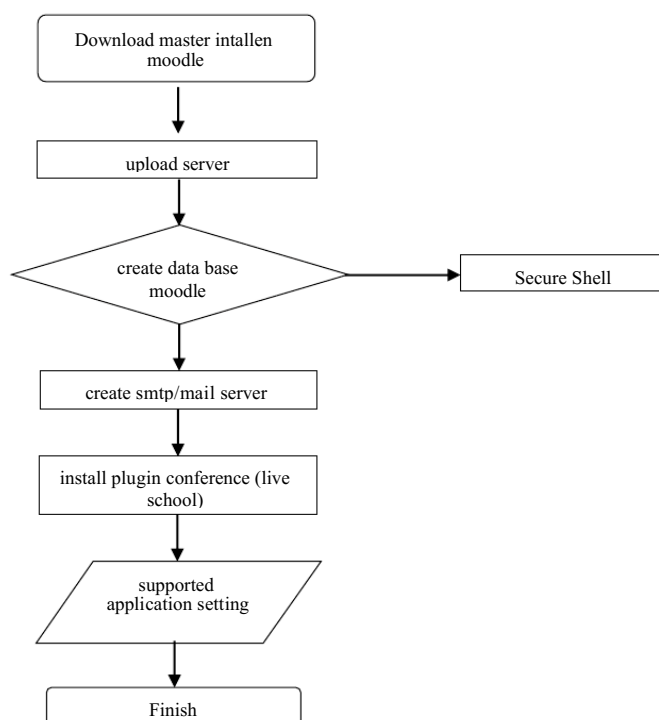 Download master intallen
moodle
upload server
create data base
moodle
Secure Shell
create smtp/mail server
install plugin conference (live
school)
supported
application setting
Finish